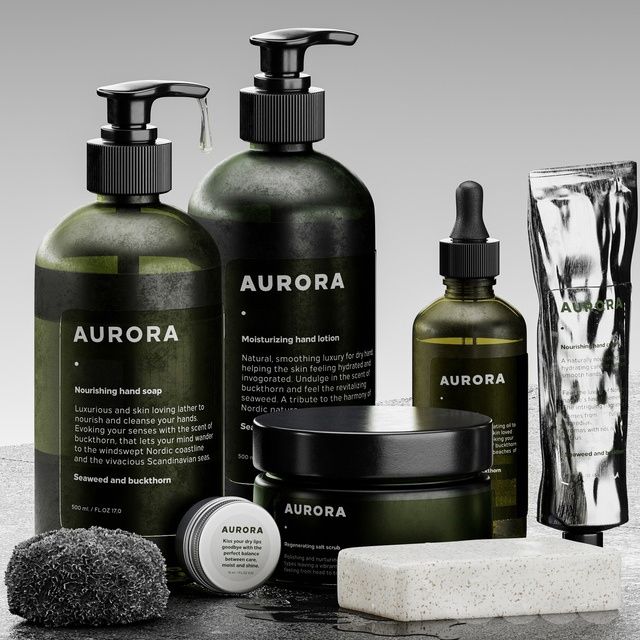 AURORA
Nourishing hand soap
Luxurious and skin loving lather to
nourish and cleanse your hands.
Evoking your senses with the scent of
buckthorn, that lets your mind wander
to the windswept Nordic coastline
and the vivacious Scandinavian seas.
Seaweed and buckthorn
500 ml / FL.OZ 17.0
AURORA
Moisturizing hand lotion
Natural, smoothing luxury for dry hand
helping the skin feeling hydrated and
invogorated. Undulge in the scent of
buckthorn and feel the revitalizing
seaweed. A tribute to the harmony of
Nordic nature
500
AURORA
Kiss your dry lips
goodbye with the
perfect balance
between care,
moist and shine.
AURORA
Regenerating salt scrub
AURORA
AURORA
Nourishing hand